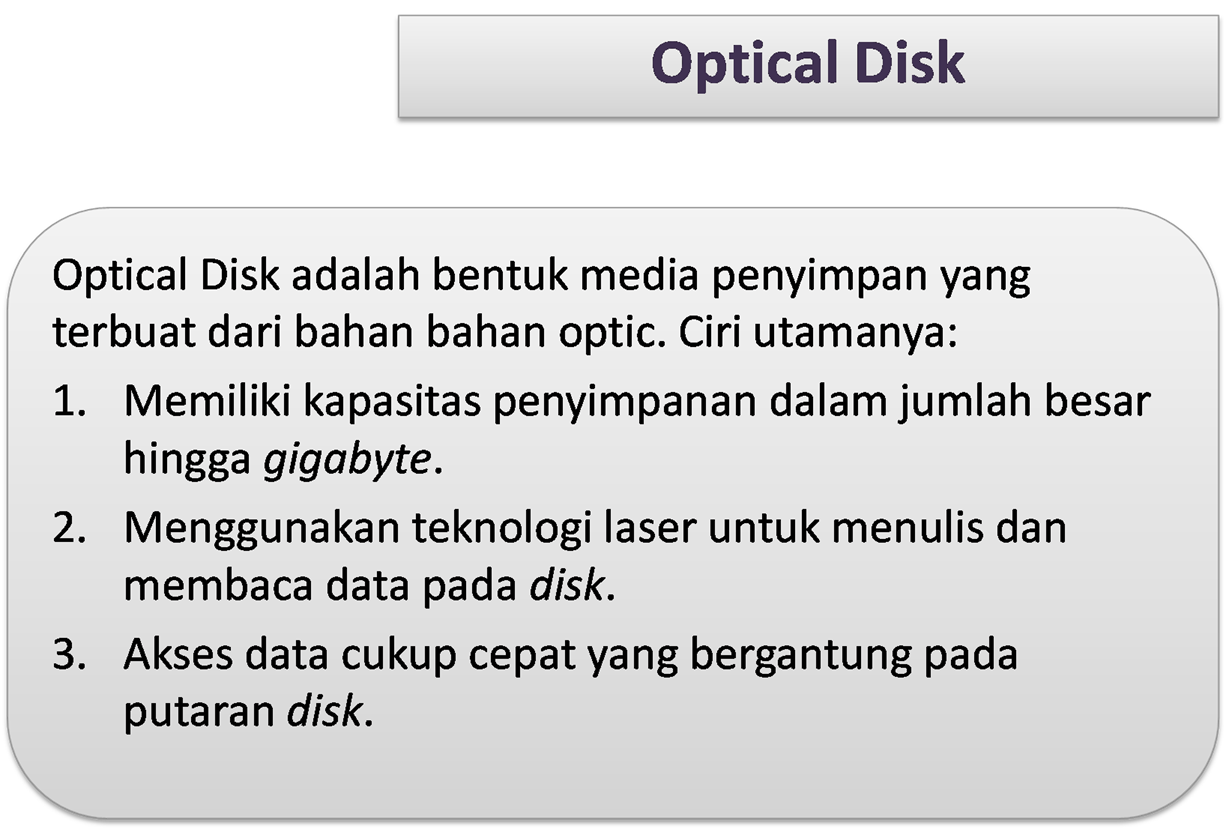 Optical Disk
Optical Disk adalah bentuk media penyimpan yang
terbuat dari bahan bahan optic. Ciri utamanya:
1. Memiliki kapasitas penyimpanan dalam jumlah besar
hingga gigabyte.
2. Menggunakan teknologi laser untuk menulis dan
membaca data pada disk.
3. Akses data cukup cepat yang bergantung pada
putaran disk.